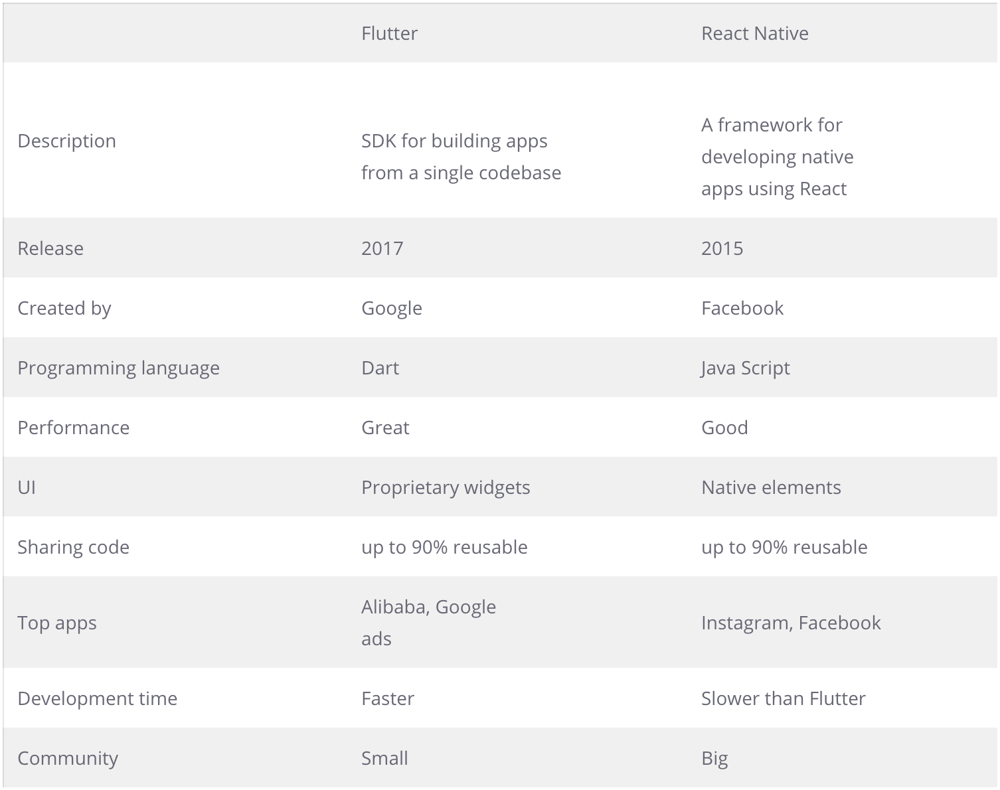 Flutter React Native
Description
SDK for building apps
from a single codebase
A framework for
developing native
apps using React
Release 2017 2015
Created by Google Facebook
Programming language Dart Java Script
Performance Great Good
UI Proprietary widgets Native elements
Sharing code up to 90% reusable up to 90% reusable
Top apps
Alibaba, Google
ads
Instagram, Facebook
Development time Faster Slower than Flutter
Community Small Big